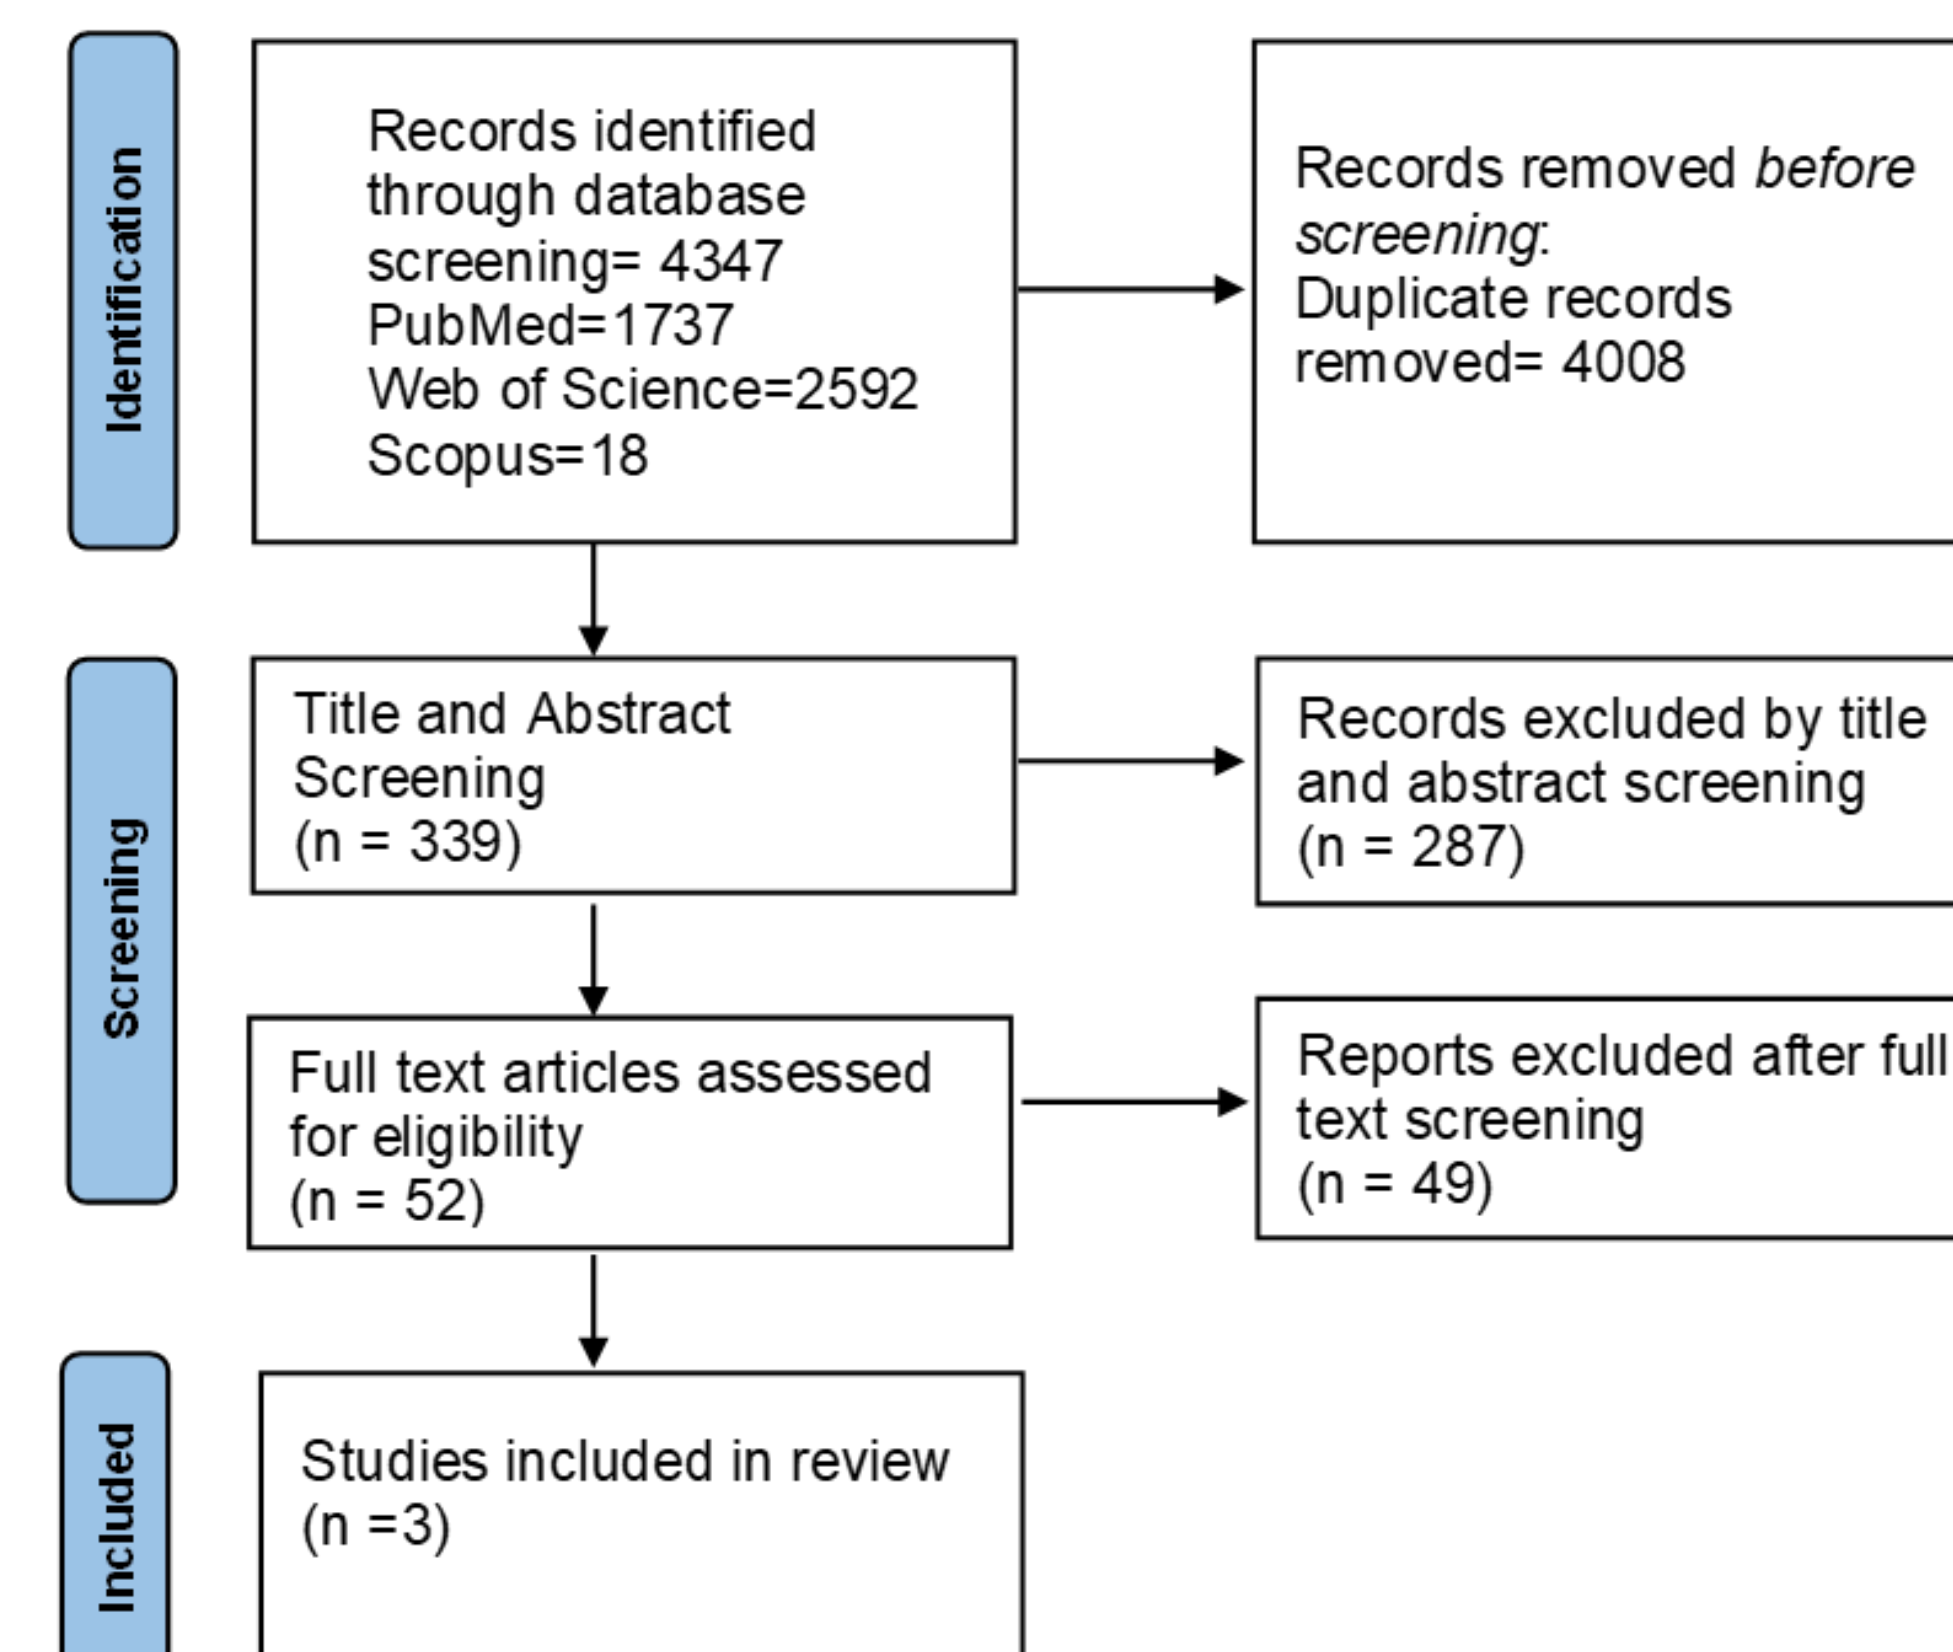 Identification
Records identified
through database
screening= 4347
PubMed=1737
Web of Science=2592
Scopus=18
Records removed before
screening:
Duplicate records
removed= 4008
Screening
Title and Abstract
Screening
(n = 339)
Records excluded by title
and abstract screening
(n = 287)
Full text articles assessed
for eligibility
(n = 52)
Reports excluded after full
text screening
(n = 49)
Included
Studies included in review
(n =3)